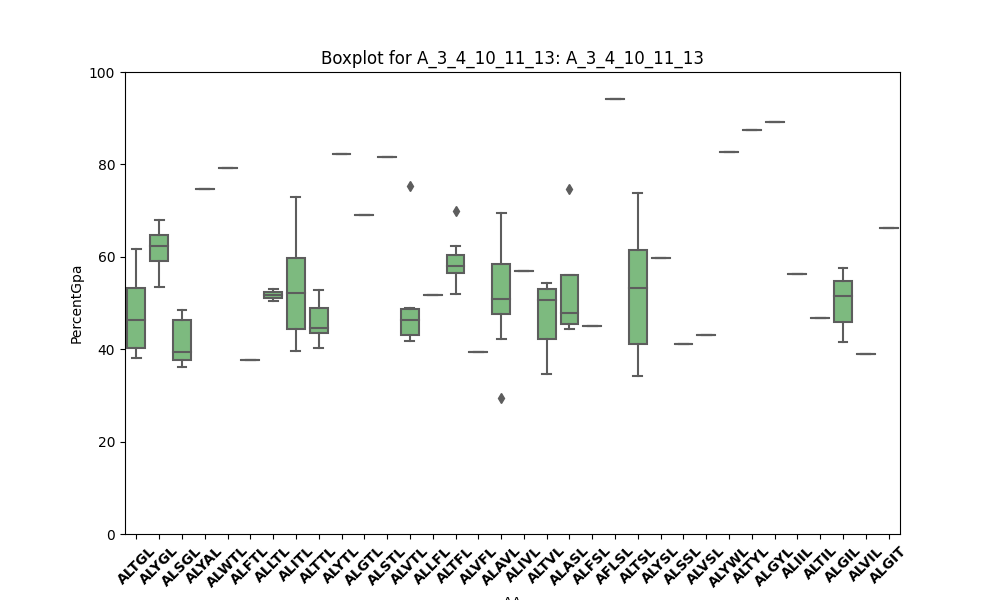 Boxplot for A_3_4_10_11_13: A_3_4_10_11_13
100
80
60
40
20
0
PercentGpa
ALTGL ALYGL ALSGL ALYAL ALWTL ALFTL ALLTL ALITL ALTTL ALYTL ALGTL ALSTL ALVTL ALLFL ALTFL ALVFL ALAVL ALIVL ALTVL ALASL ALFSL AFLSL ALTSL ALYSL ALSSL ALVSL ALYWL ALTYL ALGYL ALIIL ALTIL ALGIL ALVIL ALGIT